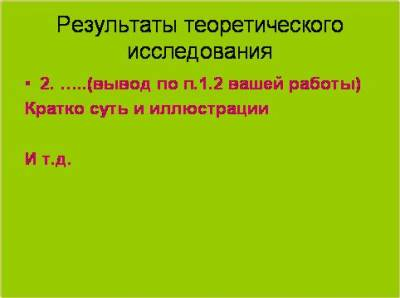 Результаты теоретического
исследования
• 2. …..(вывод по п.1.2 вашей работы)
Кратко суть и иллюстрации
И т.д.